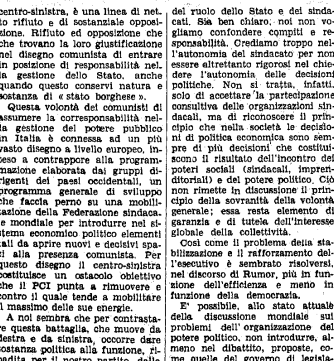 centro-sinistra, è una linea di net-
to rifiuto e di sostanziale opposi-
zione. Rifiuto ed opposizione che
che trovano la loro giustificazione
nel disegno comunista di entrare
in posizione di responsabilità nel-
la gestione dello Stato, anche
quando questo conservi natura e
sostanza di « stato borghese ».
Questa volontà dei comunisti di
assumere la corresponsabilità nel-
la gestione del potere pubblico
in Italia è connessa ad un più
vasto disegno a livello europeo, in-
teso a contrapporre alla program-
mazione elaborata dai gruppi di-
rigenti dei paesi occidentali, un
programma generale di sviluppo
che faccia perno su una mobili-
tazione della Federazione sindaca-
le mondiale per introdurre nel si-
stema economico politico elementi
tali da aprire nuovi e decisivi spa-
zi alla presenza comunista. Per
questo disegno il centro-sinistra
costituisce un ostacolo obiettivo
che il PCI punta a rimuovere e
contro il quale tende a mobilitare
il massimo delle sue energie.
A noi sembra che per contrasta-
re questa battaglia, che muove da
destra e da sinistra, occorre dare
sostanza politica alla funzione, ri-
del ruolo dello Stato e dei sinda-
cati. Sia ben chiaro: noi non vo-
gliamo confondere compiti e re-
sponsabilità. Crediamo troppo nel-
l'autonomia del sindacato per non
essere altrettanto rigorosi nel chie-
dere l'autonomia delle decisioni
politiche. Non si tratta, infatti,
solo di accettare la partecipazione
consultiva delle organizzazioni sin-
dacali, ma di riconoscere il prin-
cipio che nella società le decisio-
ni di politica economica sono sem-
pre di più decisioni che costitui-
scono il risultato dell'incontro dei
poteri sociali (sindacali, impren-
ditoriali) e del potere politico. Ciò
non rimette in discussione il prin-
cipio della sovranità della volontà
generale; essa resta elemento di
garanzia e di tutela dell'interesse
globale della collettività.
Così come il problema della sta-
bilizzazione e il rafforzamento del-
l'esecutivo è sembrato risolversi,
nel discorso di Rumor, più in fun-
zione dell'efficienza e meno in
funzione della democrazia.
E' possibile, allo stato attuale
della discussione mondiale sui
problemi dell' organizzazione del
potere politico, non introdurre, al-
meno nel dibattito, proposte, co-
me quella del governo di legisla-